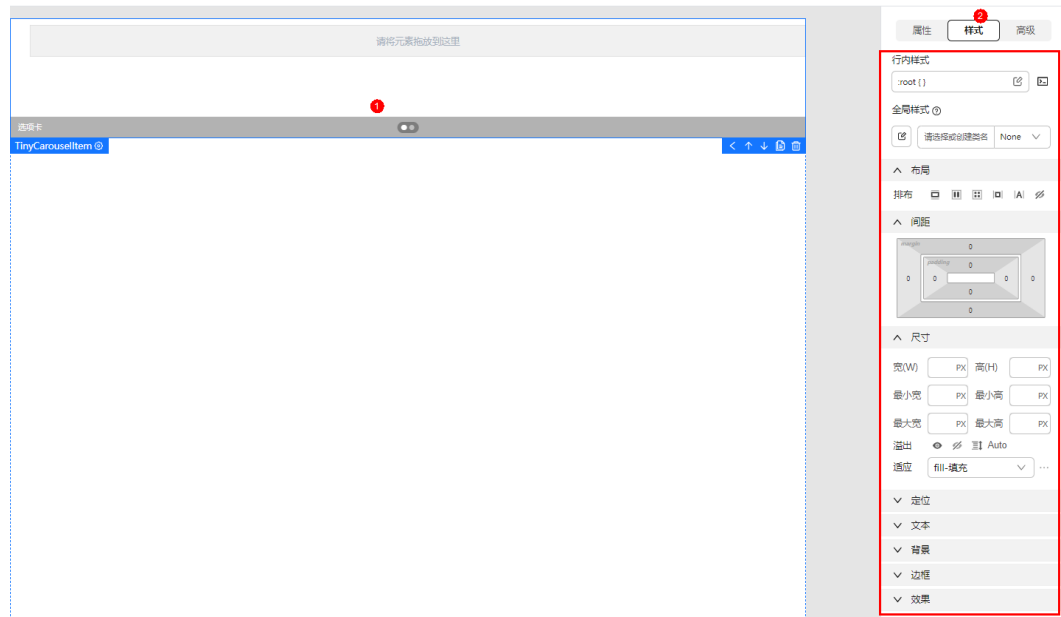 请将元素拖放到这里
1
选项卡
TinyCarouselItem
2
属性 样式 高级
行内样式
:root { }
全局样式
请选择或创建类名 None
布局
排布
A
间距
margin
0
padding
0
0 0 0 0
0
0
尺寸
宽(W) PX 高(H) PX
最小宽 PX 最小高 PX
最大宽 PX 最大高 PX
溢出 Auto
适应 fill-填充 ...
定位
文本
背景
边框
效果